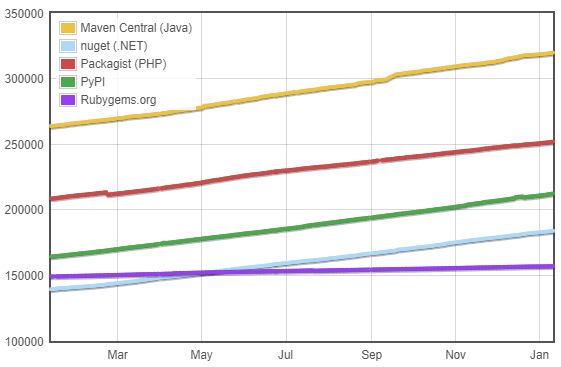 350000
Maven Central (Java)
nuget (.NET)
Packagist (PHP)
PyPI
Rubygems.org
300000
250000
200000
150000
100000
Mar May Jul Sep Nov Jan